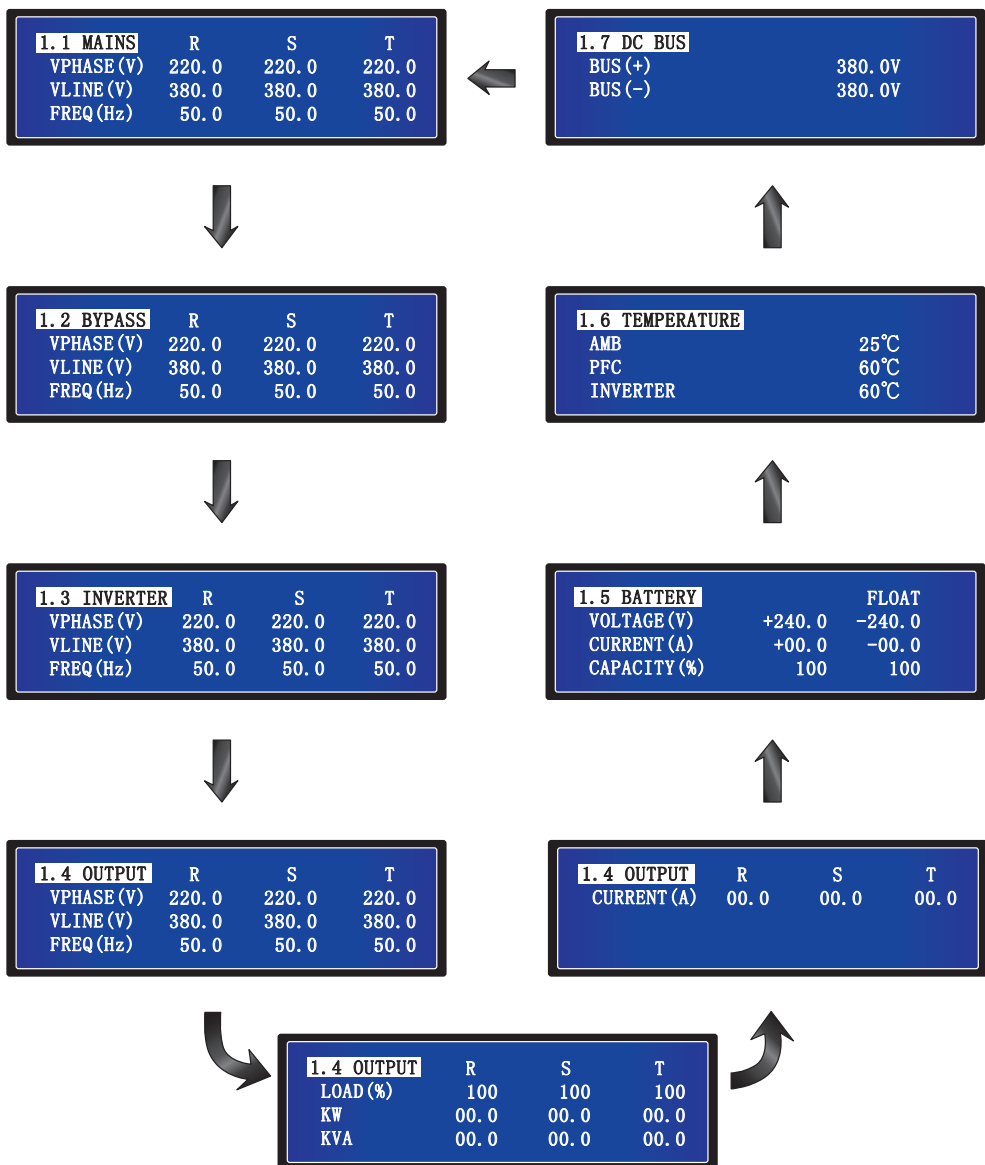 1.1 MAINS R S T
VPHASE(V) 220.0 220.0 220.0
VLINE(V) 380.0 380.0 380.0
FREQ(Hz) 50.0 50.0 50.0
1.2 BYPASS R S T
VPHASE(V) 220.0 220.0 220.0
VLINE(V) 380.0 380.0 380.0
FREQ(Hz) 50.0 50.0 50.0
1.3 INVERTER R S T
VPHASE(V) 220.0 220.0 220.0
VLINE(V) 380.0 380.0 380.0
FREQ(Hz) 50.0 50.0 50.0
1.4 OUTPUT R S T
VPHASE(V) 220.0 220.0 220.0
VLINE(V) 380.0 380.0 380.0
FREQ(Hz) 50.0 50.0 50.0
1.4 OUTPUT R S T
LOAD(%) 100 100 100
KW 00.0 00.0 00.0
KVA 00.0 00.0 00.0
1.4 OUTPUT R S T
CURRENT(A) 00.0 00.0 00.0
1.5 BATTERY FLOAT
VOLTAGE(V) +240.0 -240.0
CURRENT(A) +00.0 -00.0
CAPACITY(%) 100 100
1.6 TEMPERATURE
AMB 25℃
PFC 60℃
INVERTER 60℃
1.7 DC BUS
BUS(+) 380.0V
BUS(-) 380.0V